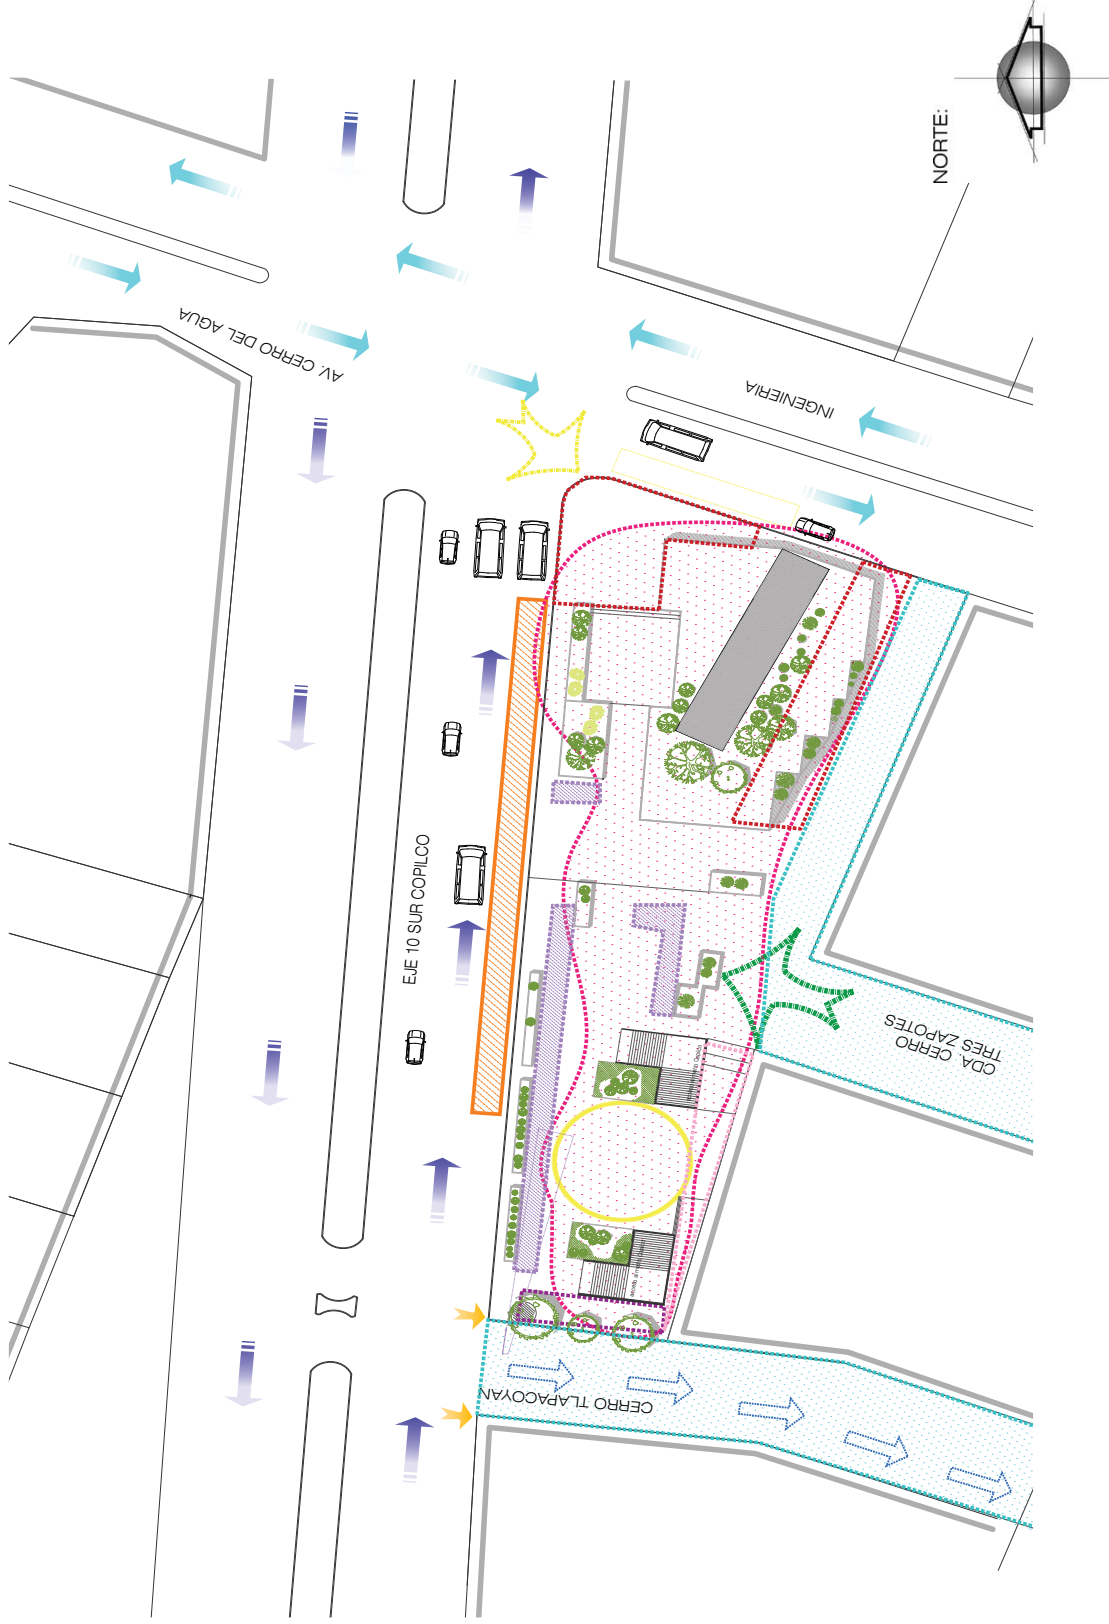 NORTE:
AV. CERRO DEL AGUA
INGENIERIA
EJE 10 SUR COPILCO
CDA. CERRO
TRES ZAPOTES
CERRO TLAPACOYAN